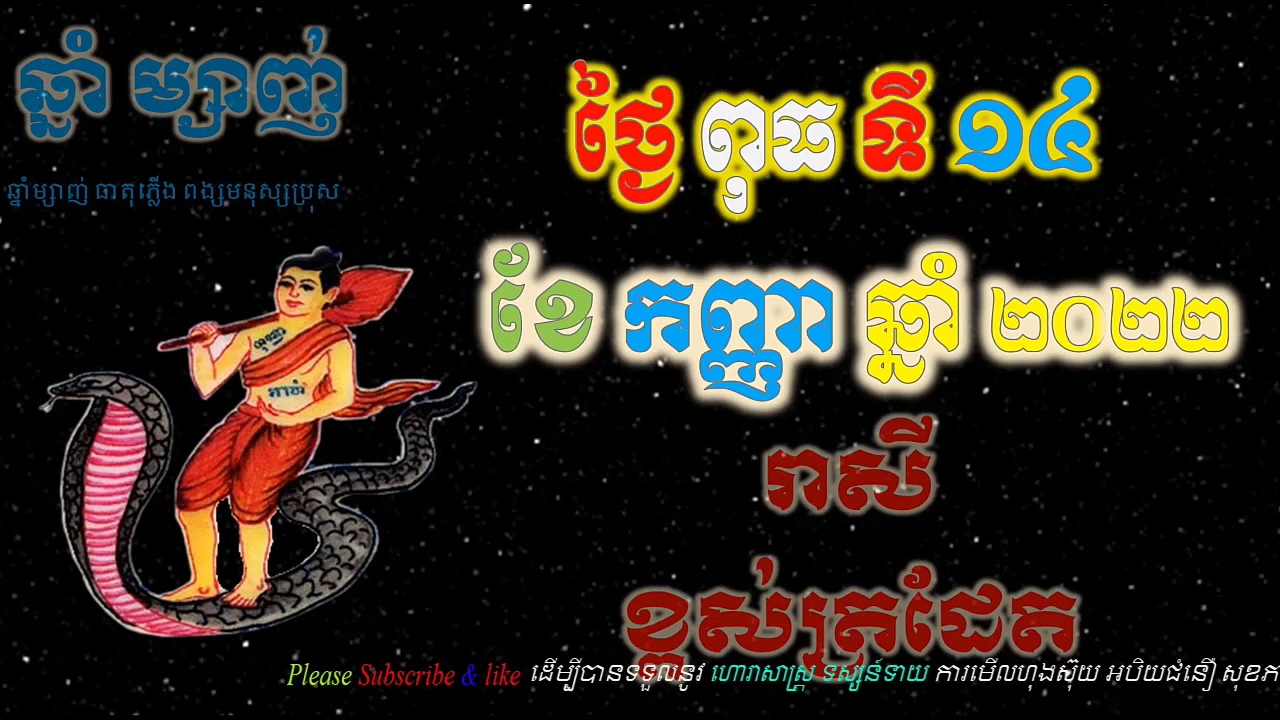 ឆ្នាំ ម្សាញ់
ឆ្នាំម្សាញ់ ធាតុភ្លើង ពង្សមនុស្សប្រុស
ថ្ងៃ ពុធ ទី ១៤
ខែ កញ្ញា ឆ្នាំ ២០២២
រាសី
ខ្ពស់ត្រដែត
Please Subscribe & like ដើម្បីបានទទួលនូវ ហោរាសាស្ត្រ ទស្សន៍ទាយ ការមើលហុងស៊ុយ អបិយជំនឿ សុខភ